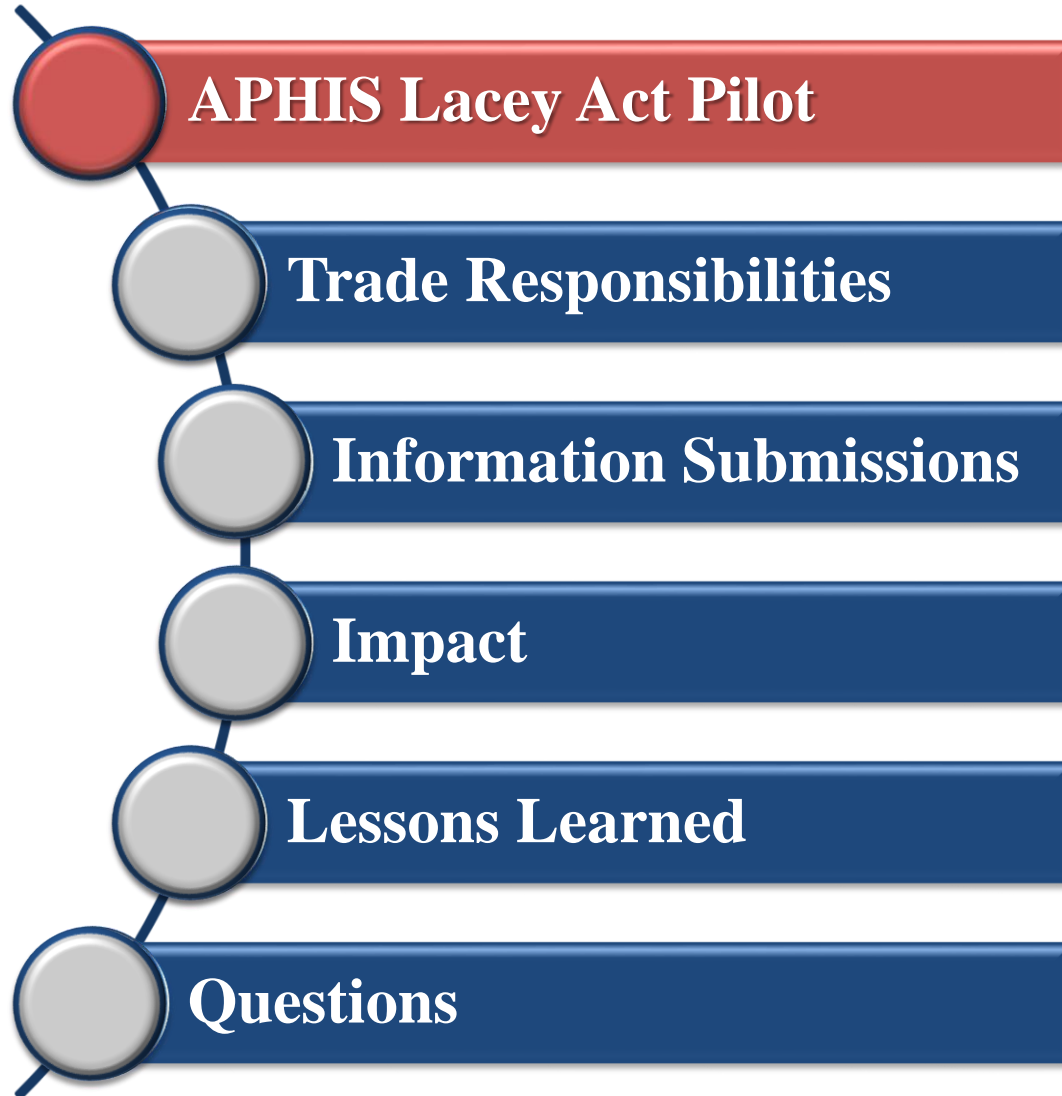 APHIS Lacey Act Pilot
Trade Responsibilities
Information Submissions
Impact
Lessons Learned
Questions